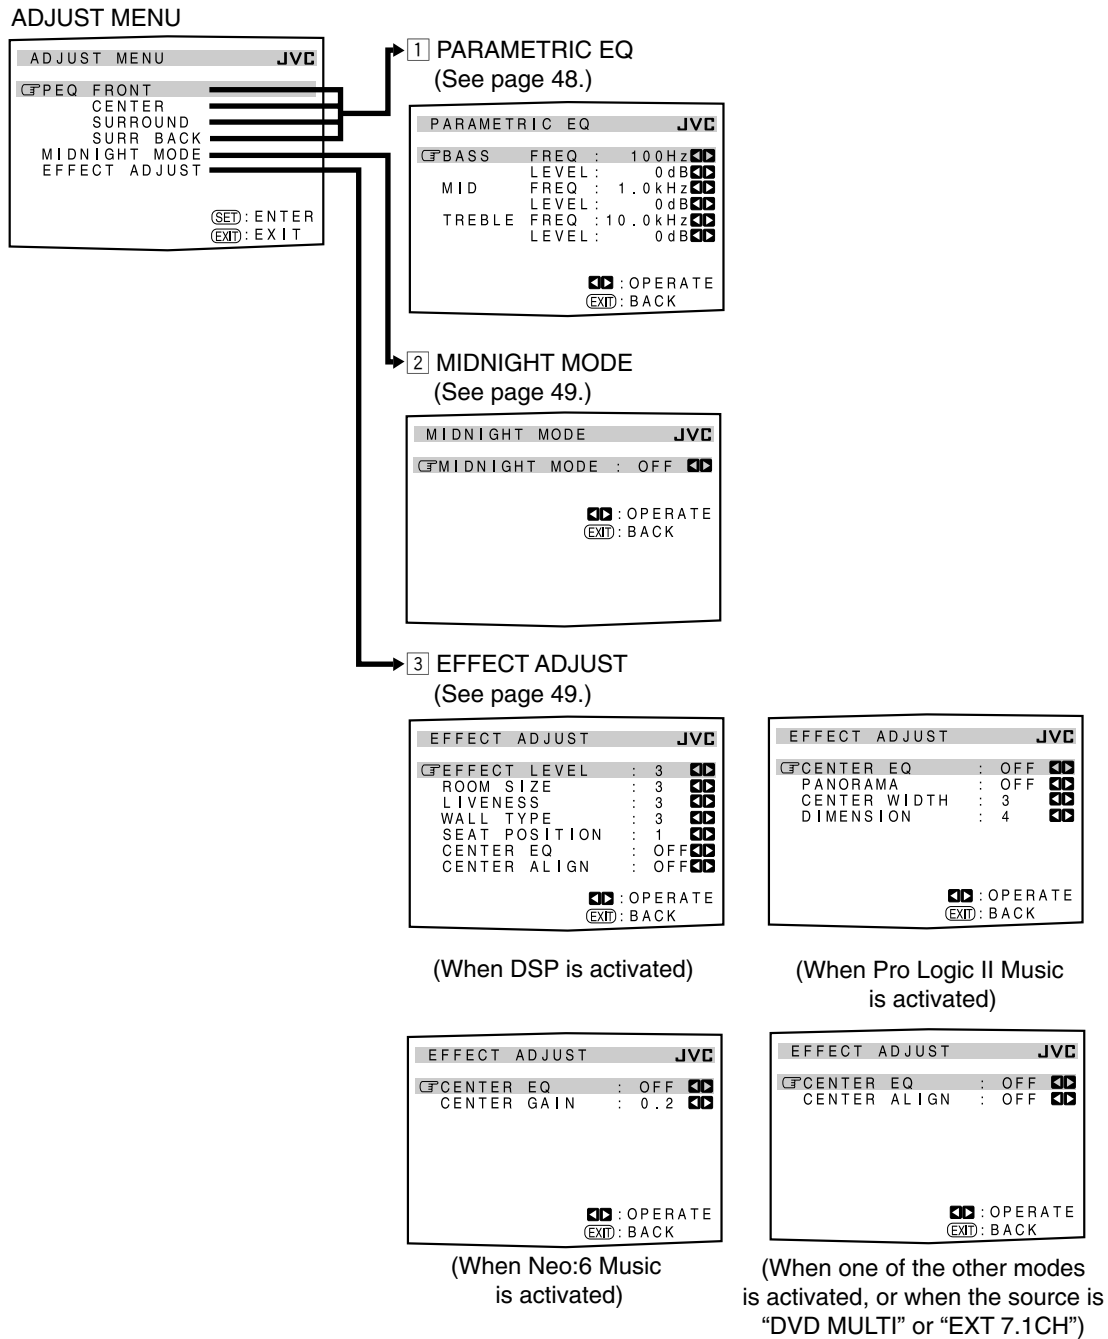 ADJUST MENU
ADJUST MENU JVC
PEQ FRONT
CENTER
SURROUND
SURR BACK
MIDNIGHT MODE
EFFECT ADJUST
SET : ENTER
EXIT : EXIT
1 PARAMETRIC EQ
(See page 48.)
PARAMETRIC EQ JVC
BASS FREQ : 100Hz
LEVEL : 0dB
MID FREQ : 1.0kHz
LEVEL : 0dB
TREBLE FREQ : 10.0kHz
LEVEL : 0dB
: OPERATE
EXIT : BACK
2 MIDNIGHT MODE
(See page 49.)
MIDNIGHT MODE JVC
MIDNIGHT MODE : OFF
: OPERATE
EXIT : BACK
3 EFFECT ADJUST
(See page 49.)
EFFECT ADJUST JVC
EFFECT LEVEL : 3
ROOM SIZE : 3
LIVENESS : 3
WALL TYPE : 3
SEAT POSITION : 1
CENTER EQ : OFF
CENTER ALIGN : OFF
: OPERATE
EXIT : BACK
(When DSP is activated)
EFFECT ADJUST JVC
CENTER EQ : OFF
PANORAMA : OFF
CENTER WIDTH : 3
DIMENSION : 4
: OPERATE
EXIT : BACK
(When Pro Logic II Music
is activated)
EFFECT ADJUST JVC
CENTER EQ : OFF
CENTER GAIN : 0.2
: OPERATE
EXIT : BACK
(When Neo:6 Music
is activated)
EFFECT ADJUST JVC
CENTER EQ : OFF
CENTER ALIGN : OFF
: OPERATE
EXIT : BACK
(When one of the other modes
is activated, or when the source is
“DVD MULTI” or “EXT 7.1CH”)